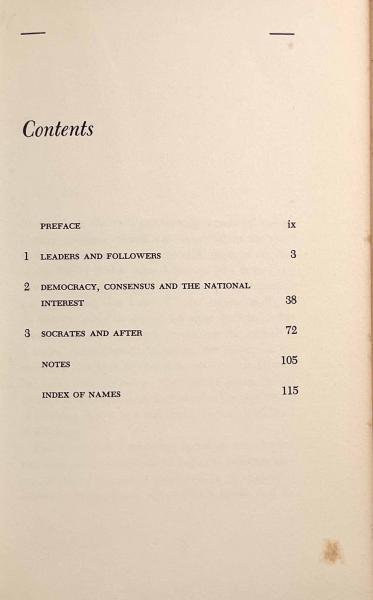 Contents
PREFACE ix
1 LEADERS AND FOLLOWERS 3
2 DEMOCRACY, CONSENSUS AND THE NATIONAL
INTEREST 38
3 SOCRATES AND AFTER 72
NOTES 105
INDEX OF NAMES 115